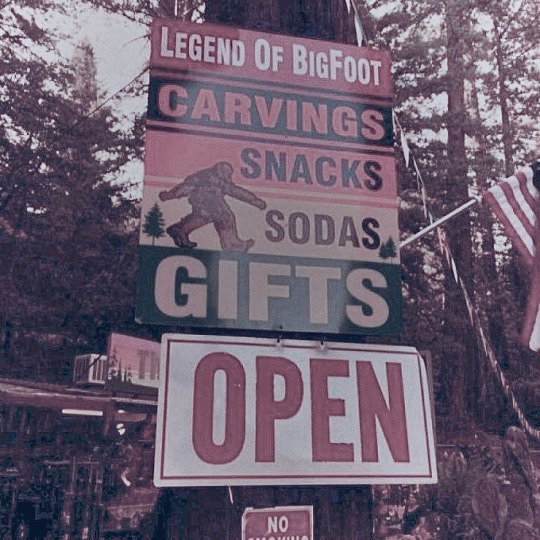 LEGEND OF BIGFOOT
CARVINGS
SNACKS
SODAS
GIFTS
OPEN
NO